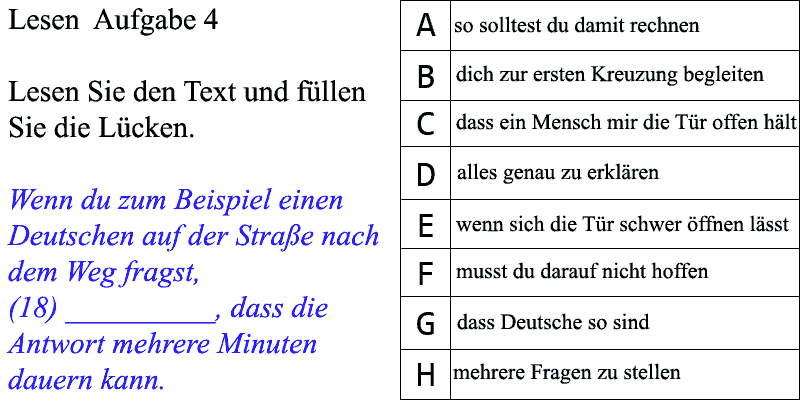 Lesen Aufgabe 4
Lesen Sie den Text und füllen
Sie die Lücken.
Wenn du zum Beispiel einen
Deutschen auf der Straße nach
dem Weg fragst,
(18) __________, dass die
Antwort mehrere Minuten
dauern kann.
A so solltest du damit rechnen
B dich zur ersten Kreuzung begleiten
C dass ein Mensch mir die Tür offen hält
D alles genau zu erklären
E wenn sich die Tür schwer öffnen lässt
F musst du darauf nicht hoffen
G dass Deutsche so sind
H mehrere Fragen zu stellen